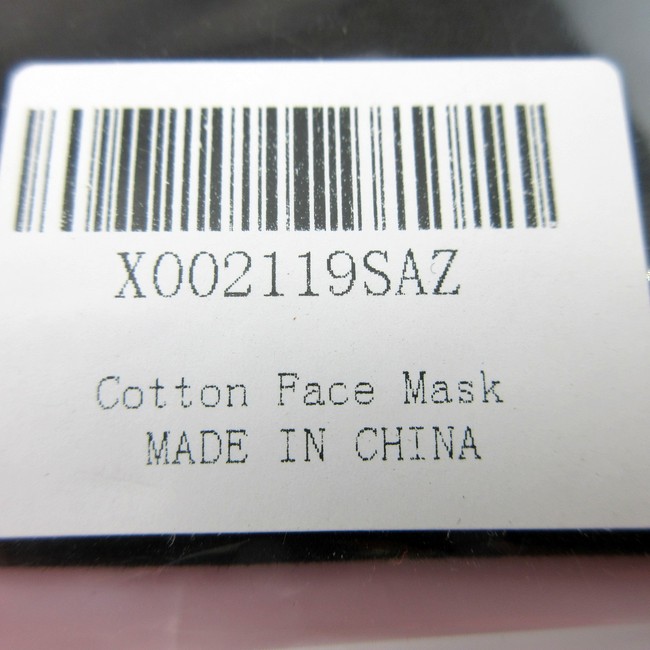 X002119SAZ
Cotton Face Mask
MADE IN CHINA